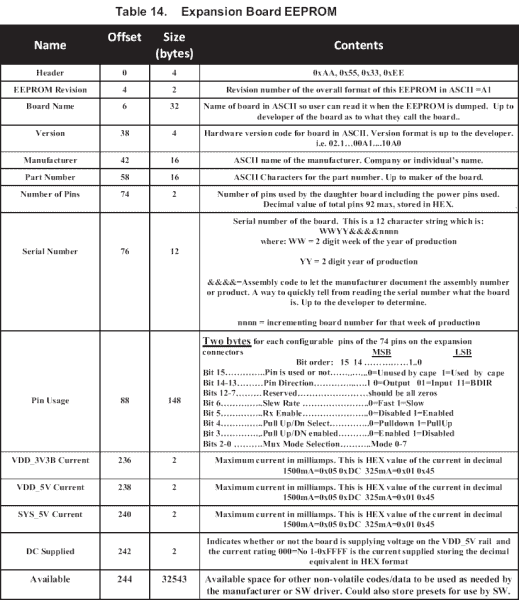 Table 14. Expansion Board EEPROM
Name Offset Size (bytes) Contents
Header 0 4 0xAA, 0x55, 0x33, 0xEE
EEPROM Revision 4 2 Revision number of the overall format of this EEPROM in ASCII =A1
Board Name 6 32 Name of board in ASCII so user can read it when the EEPROM is dumped. Up to
developer of the board as to what they call the board..
Version 38 4 Hardware version code for board in ASCII. Version format is up to the developer.
i.e. 02.1…00A1....10A0
Manufacturer 42 16 ASCII name of the manufacturer. Company or individual's name.
Part Number 58 16 ASCII Characters for the part number. Up to maker of the board.
Number of Pins 74 2 Number of pins used by the daughter board including the power pins used.
Decimal value of total pins 92 max, stored in HEX.
Serial Number 76 12 Serial number of the board. This is a 12 character string which is:
WWYY&&&&nnnn
where: WW = 2 digit week of the year of production
YY = 2 digit year of production
&&&&=Assembly code to let the manufacturer document the assembly number
or product. A way to quickly tell from reading the serial number what the board
is. Up to the developer to determine.
nnnn = incrementing board number for that week of production
Pin Usage 88 148 Two bytes for each configurable pins of the 74 pins on the expansion
connectors MSB LSB
Bit order: 15 14 ……………1..0
Bit 15…………..Pin is used or not…….…..0=Unused by cape 1=Used by cape
Bit 14-13………Pin Direction…………..…1 0=Output 01=Input 11=BDIR
Bits 12-7………Reserved……………………should be all zeros
Bit 6…….………Slew Rate …………………..0=Fast 1=Slow
Bit 5…….………Rx Enable……………………0=Disabled 1=Enabled
Bit 4…….………Pull Up/Dn Select…………0=Pulldown 1=PullUp
Bit 3…….………Pull Up/DN enabled………0=Enabled 1=Disabled
Bits 2-0 ……….Mux Mode Selection………Mode 0-7
VDD_3V3B Current 236 2 Maximum current in milliamps. This is HEX value of the current in decimal
1500mA=0x05 0xDC 325mA=0x01 0x45
VDD_5V Current 238 2 Maximum current in milliamps. This is HEX value of the current in decimal
1500mA=0x05 0xDC 325mA=0x01 0x45
SYS_5V Current 240 2 Maximum current in milliamps. This is HEX value of the current in decimal
1500mA=0x05 0xDC 325mA=0x01 0x45
DC Supplied 242 2 Indicates whether or not the board is supplying voltage on the VDD_5V rail and
the current rating 000=No 1-0xFFFF is the current supplied storing the decimal
equivalent in HEX format
Available 244 32543 Available space for other non-volatile codes/data to be used as needed by
the manufacturer or SW driver. Could also store presets for use by SW.